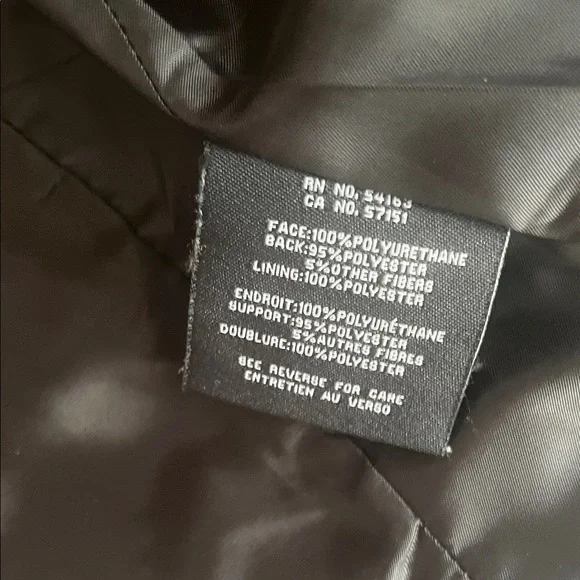 RN NO. 54163
CA NO. 57151
FACE:100%POLYURETHANE
BACK:95%POLYESTER
5%OTHER FIBERS
LINING:100%POLYESTER
ENDROIT:100%POLYURÉTHANE
SUPPORT:95%POLYESTER
5%AUTRES FIBRES
DOUBLURE:100%POLYESTER
SEE REVERSE FOR CARE
ENTRETIEN AU VERSO